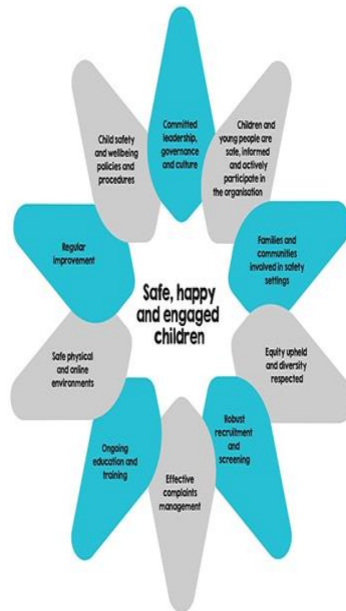 Committed
leadership,
governance
and culture
Children and
young people are
safe, informed
and actively
participate in
the organisation
Families and
communities
involved in safety
settings
Equity upheld
and diversity
respected
Robust
recruitment
and
screening
Effective
complaints
management
Ongoing
education and
training
Safe physical
and online
environments
Regular
improvement
Child safety
and wellbeing
policies and
procedures
Safe, happy
and engaged
children